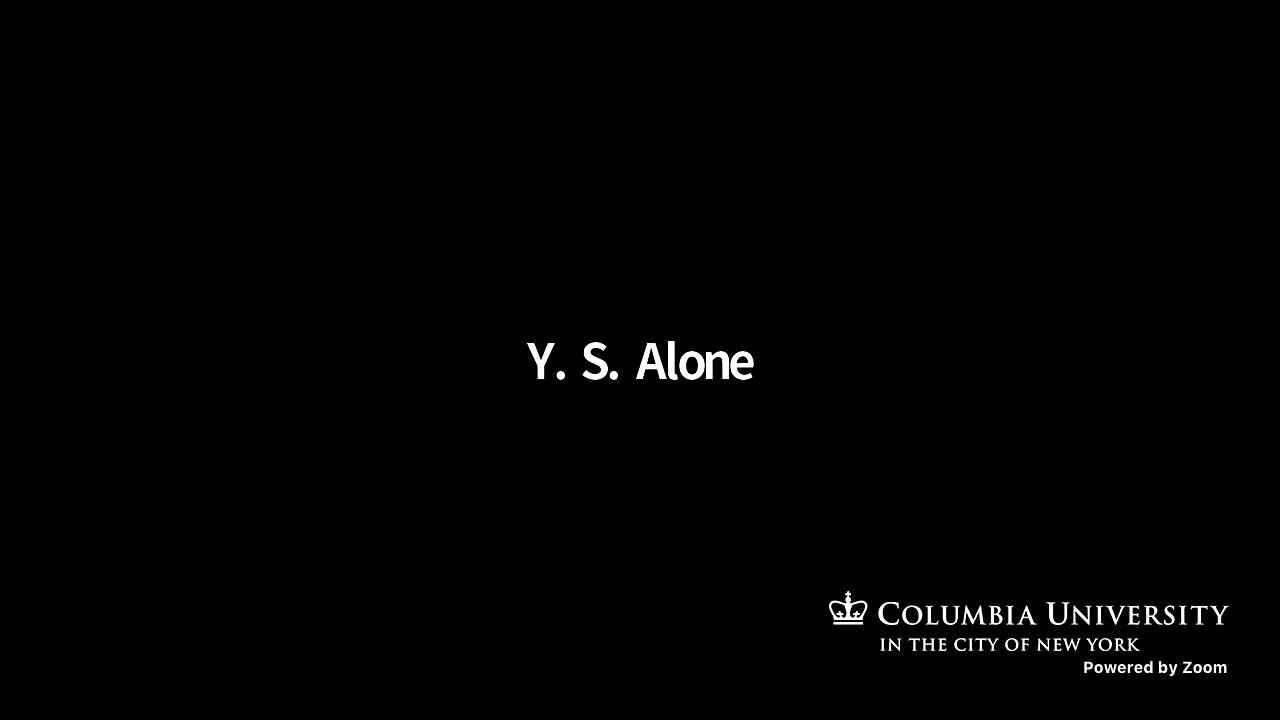 Y. S. Alone
COLUMBIA UNIVERSITY
IN THE CITY OF NEW YORK
Powered by Zoom